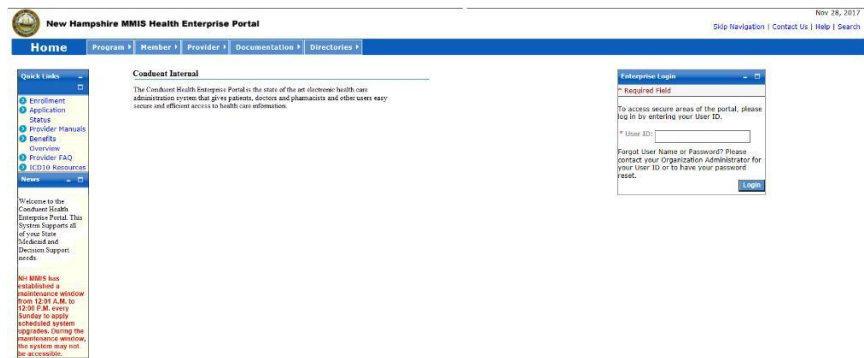 Nov 28, 2017
New Hampshire MMIS Health Enterprise Portal
Skip Navigation | Contact Us | Help | Search
Home Program Member Provider Documentation Directories
Quick Links
Enrollment
Application
Status
Provider Manuals
Benefits
Overview
Provider FAQ
ICD10 Resources
News
Welcome to the
Conduent Health
Enterprise Portal. This
System Supports all
of your State
Medicaid and
Decision Support
needs.
NH MMIS has
established a
maintenance window
from 12:01 A.M. to
12:00 P.M. every
Sunday to apply
scheduled system
upgrades. During the
maintenance window,
the system may not
be accessible.
Conduent Internal
The Conduent Health Enterprise Portal is the state of the art electronic health care
administration system that gives patients, doctors and pharmacists and other users easy
secure and efficient access to health care information.
Enterprise Login
* Required Field
To access secure areas of the portal, please
log in by entering your User ID.
* User ID:
Forgot User Name or Password? Please
contact your Organization Administrator for
your User ID or to have your password
reset.
Login